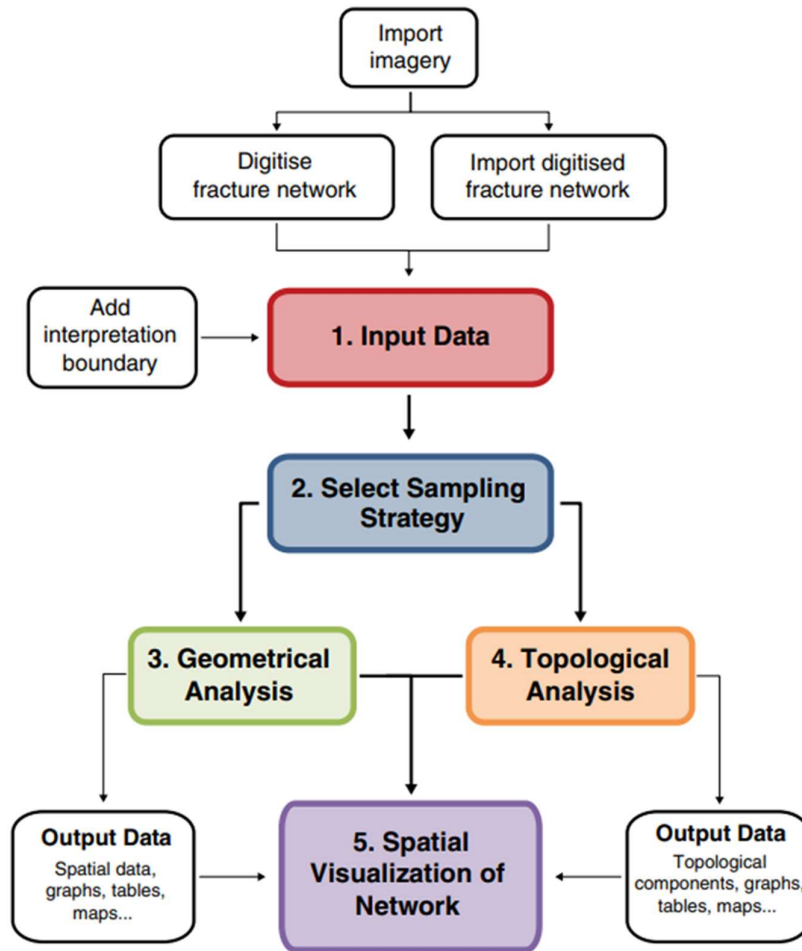 Import
imagery
Digitise
fracture network
Import digitised
fracture network
Add
interpretation
boundary
1. Input Data
2. Select Sampling
Strategy
3. Geometrical
Analysis
4. Topological
Analysis
Output Data
Spatial data,
graphs, tables,
maps...
5. Spatial
Visualization of
Network
Output Data
Topological
components, graphs,
tables, maps...